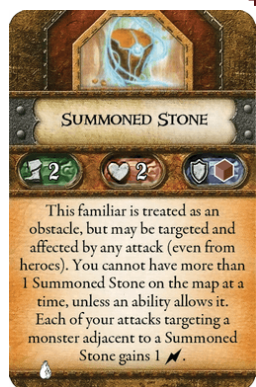 SUMMONED STONE
2 2
This familiar is treated as an
obstacle, but may be targeted and
affected by any attack (even from
heroes). You cannot have more than
1 Summoned Stone on the map at a
time, unless an ability allows it.
Each of your attacks targeting a
monster adjacent to a Summoned
Stone gains 1 .